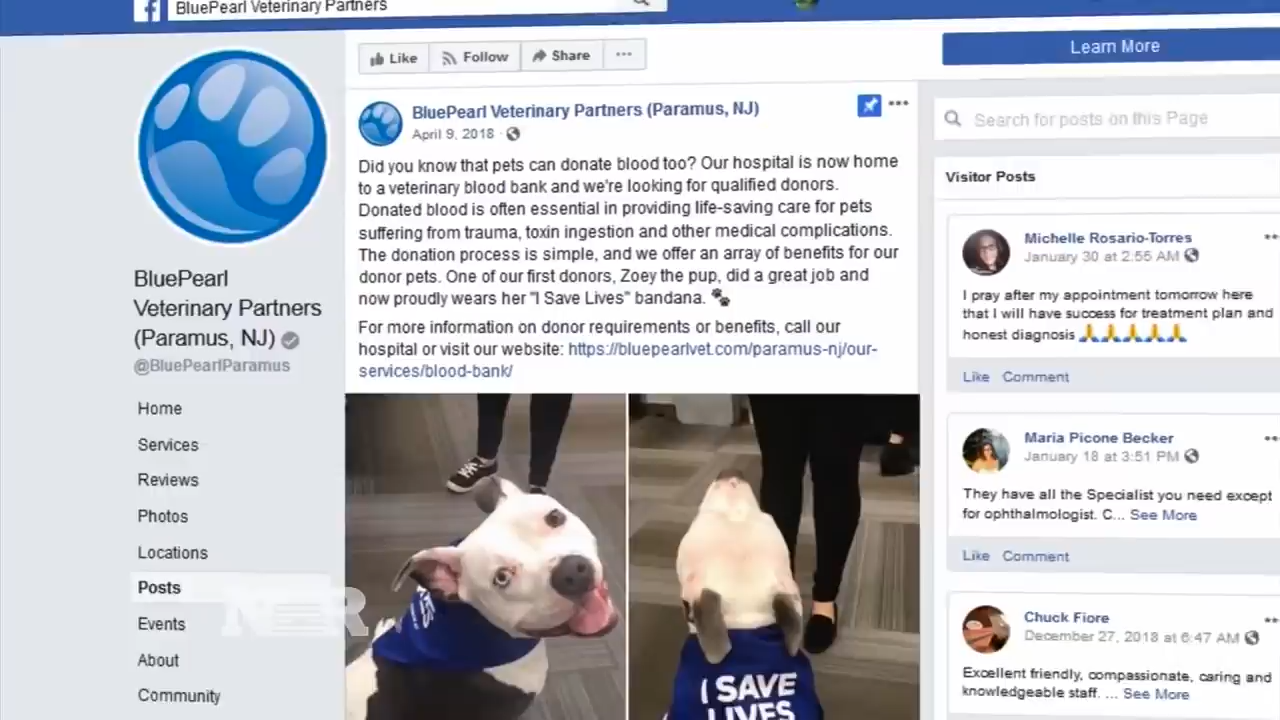 BluePearl Veterinary Partners
Like Follow Share ...
Learn More
BluePearl Veterinary Partners (Paramus, NJ)
April 9, 2018 ·
Did you know that pets can donate blood too? Our hospital is now home
to a veterinary blood bank and we're looking for qualified donors.
Donated blood is often essential in providing life-saving care for pets
suffering from trauma, toxin ingestion and other medical complications.
The donation process is simple, and we offer an array of benefits for our
donor pets. One of our first donors, Zoey the pup, did a great job and
now proudly wears her "I Save Lives" bandana.
For more information on donor requirements or benefits, call our
hospital or visit our website: https://bluepearlvet.com/paramus-nj/our-
services/blood-bank/
I SAVE
LIVES
BluePearl
Veterinary Partners
(Paramus, NJ)
@BluePearlParamus
Home
Services
Reviews
Photos
Locations
Posts
Events
About
Community
NBR
Search for posts on this Page
Visitor Posts
Michelle Rosario-Torres
January 30 at 2:55 AM
I pray after my appointment tomorrow here
that I will have success for treatment plan and
honest diagnosis 🙏🙏🙏🙏🙏
Like Comment
Maria Picone Becker
January 18 at 3:51 PM
They have all the Specialist you need except
for ophthalmologist. C... See More
Like Comment
Chuck Fiore
December 27, 2018 at 6:47 AM
Excellent friendly, compassionate, caring and
knowledgeable staff. ... See More